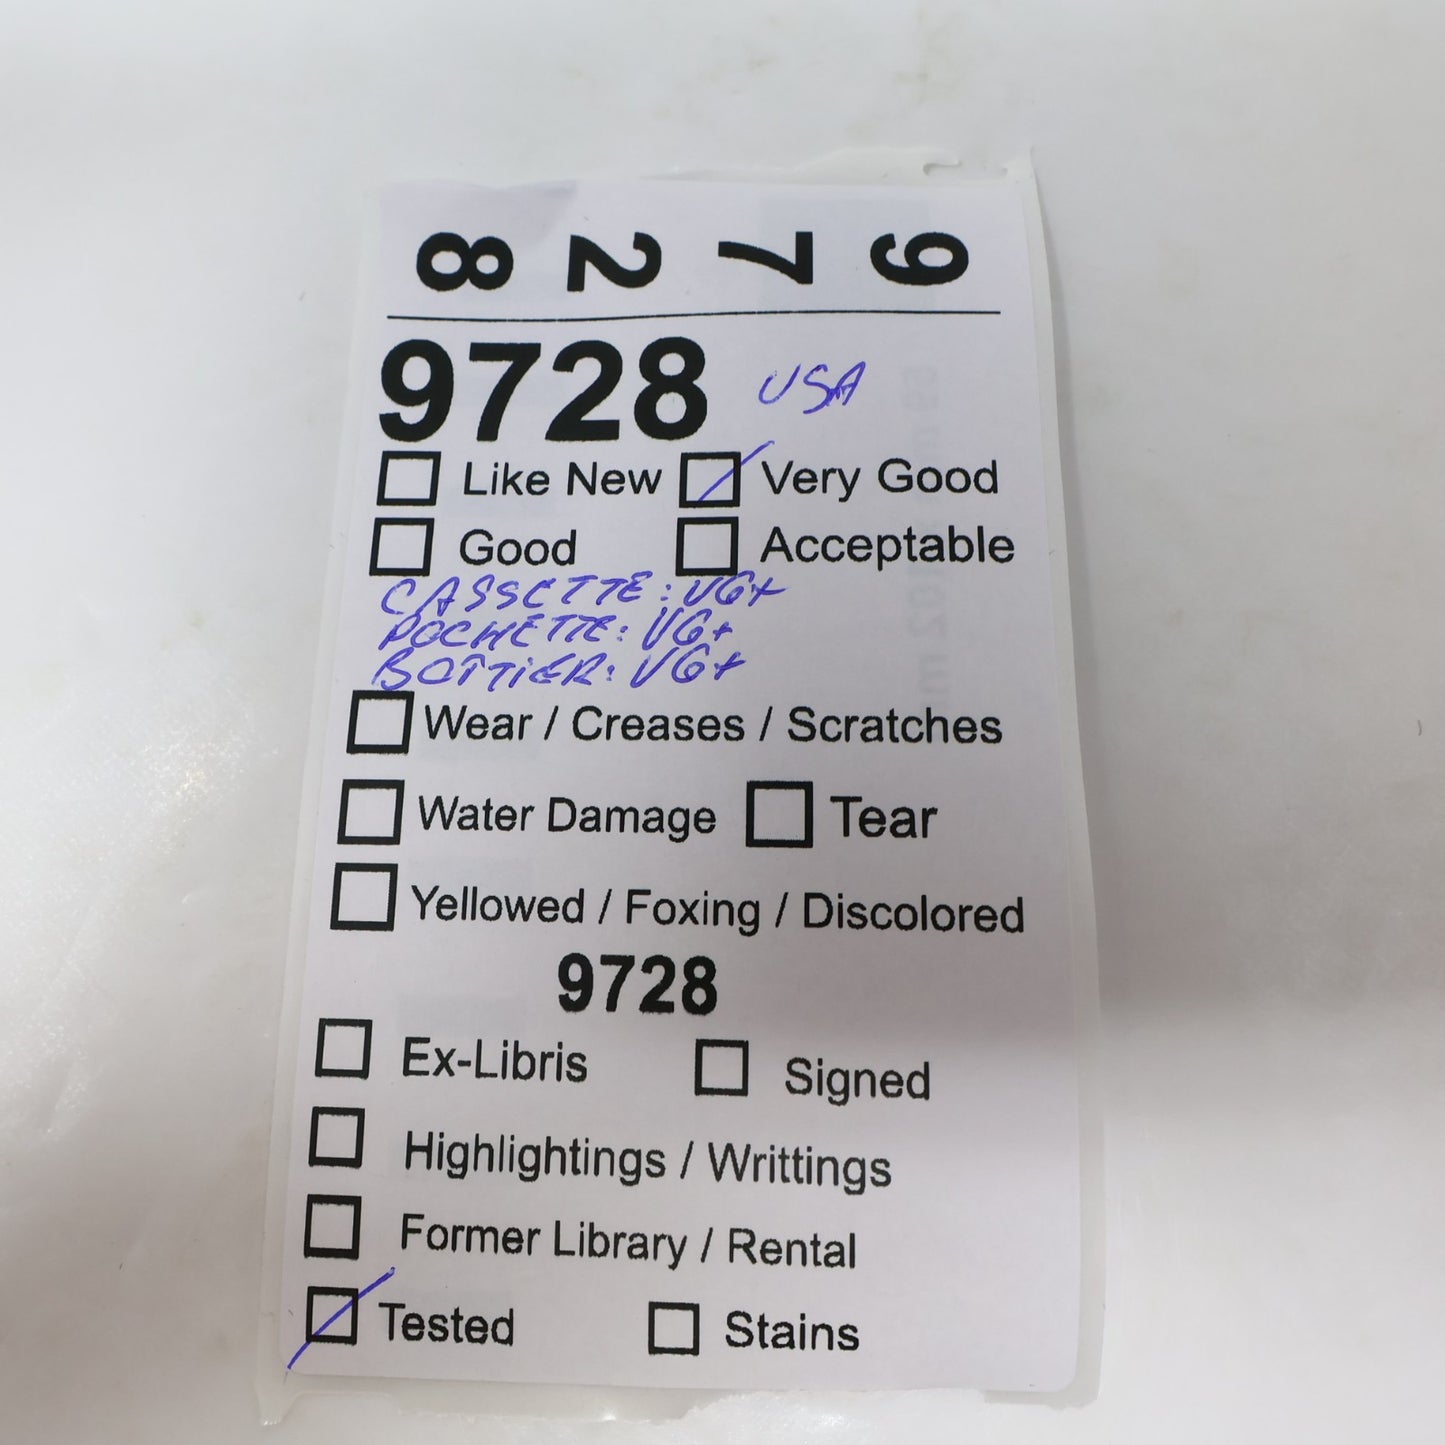 9 7 2 8
9728 USA
Like New Very Good
Good Acceptable
CASSETTE: VG+
POCHETTE: VG+
BOÎTIER: VG+
Wear / Creases / Scratches
Water Damage Tear
Yellowed / Foxing / Discolored
9728
Ex-Libris Signed
Highlightings / Writtings
Former Library / Rental
Tested Stains